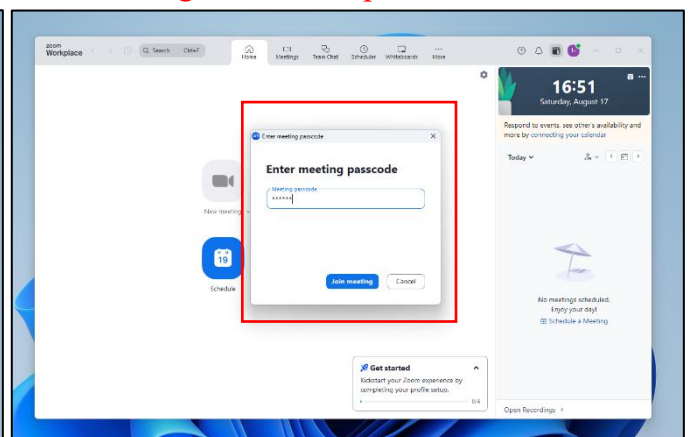 zoom
Workplace
Search Ctrl+F
Home
Meetings
Team Chat
Scheduler
Whiteboards
More
16:51
Saturday, August 17
Respond to events, see other's availability and
more by connecting your calendar
Today
Enter meeting passcode
Enter meeting passcode
Meeting passcode
******
Join meeting
Cancel
New meeting
19
Schedule
No meetings scheduled.
Enjoy your day!
Schedule a Meeting
Get started
Kickstart your Zoom experience by
completing your profile setup.
0/4
Open Recordings